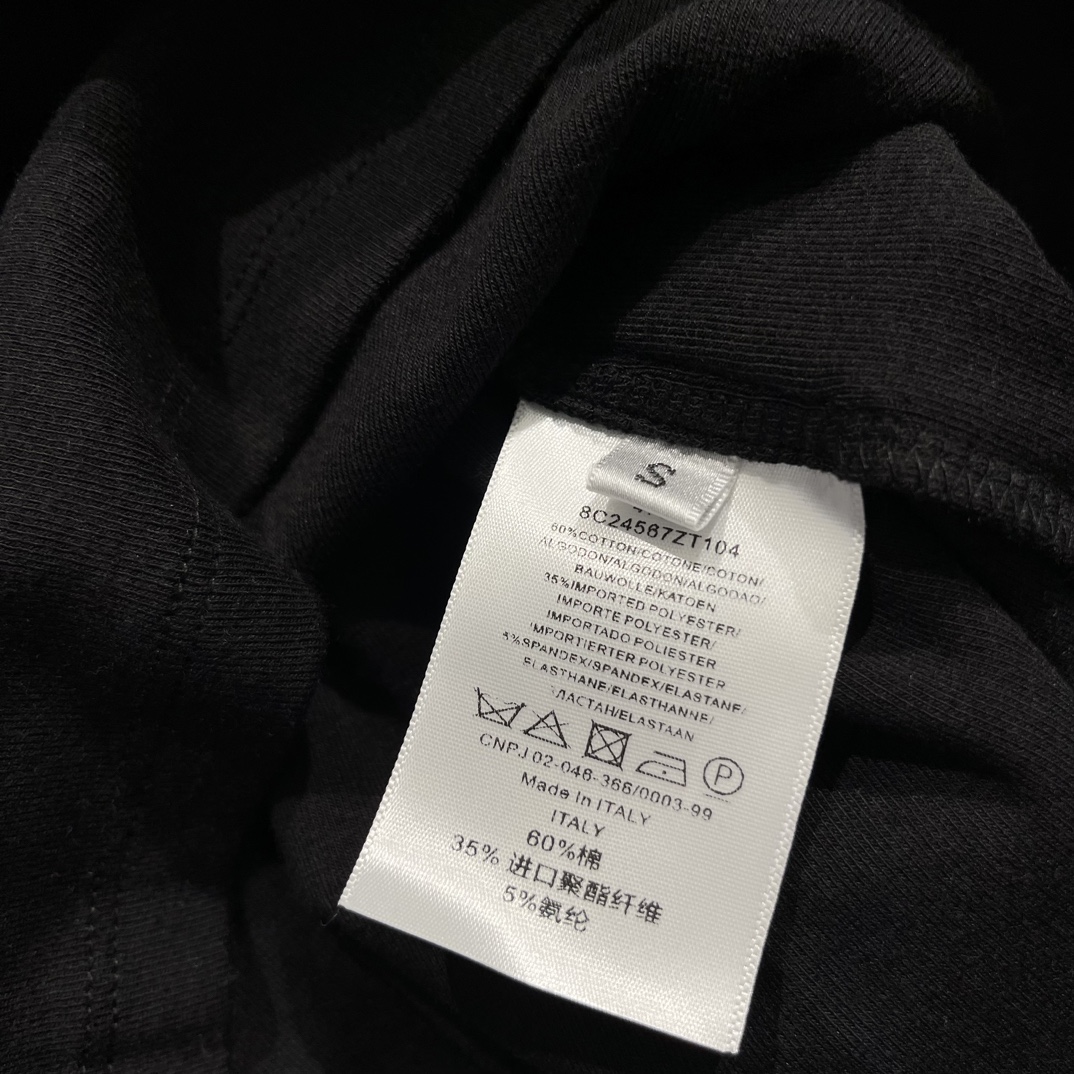 S
8C24567ZT104
60%COTTON/COTONE/COTON/
ALGODON/ALGODON/ALGODAO/
BAUWOLLE/KATOEN
35%IMPORTED POLYESTER/
IMPORTE POLYESTER/
IMPORTADO POLIESTER
IMPORTIERTER POLYESTER
5%SPANDEX/SPANDEX/ELASTANE/
ELASTHANE/ELASTHANNE/
ЭЛАСТАН/ELASTAAN
P
CNPJ 02-046-366/0003-99
Made In ITALY
ITALY
60%棉
35% 进口聚酯纤维
5%氨纶